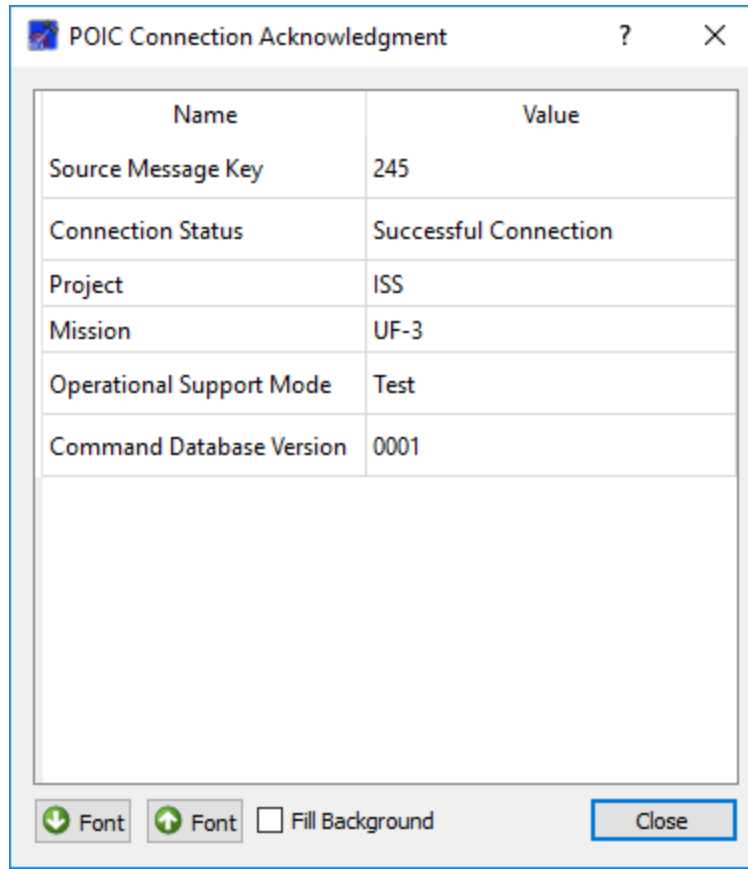 POIC Connection Acknowledgment ?
Name Value
Source Message Key 245
Connection Status Successful Connection
Project ISS
Mission UF-3
Operational Support Mode Test
Command Database Version 0001
Font Font Fill Background Close